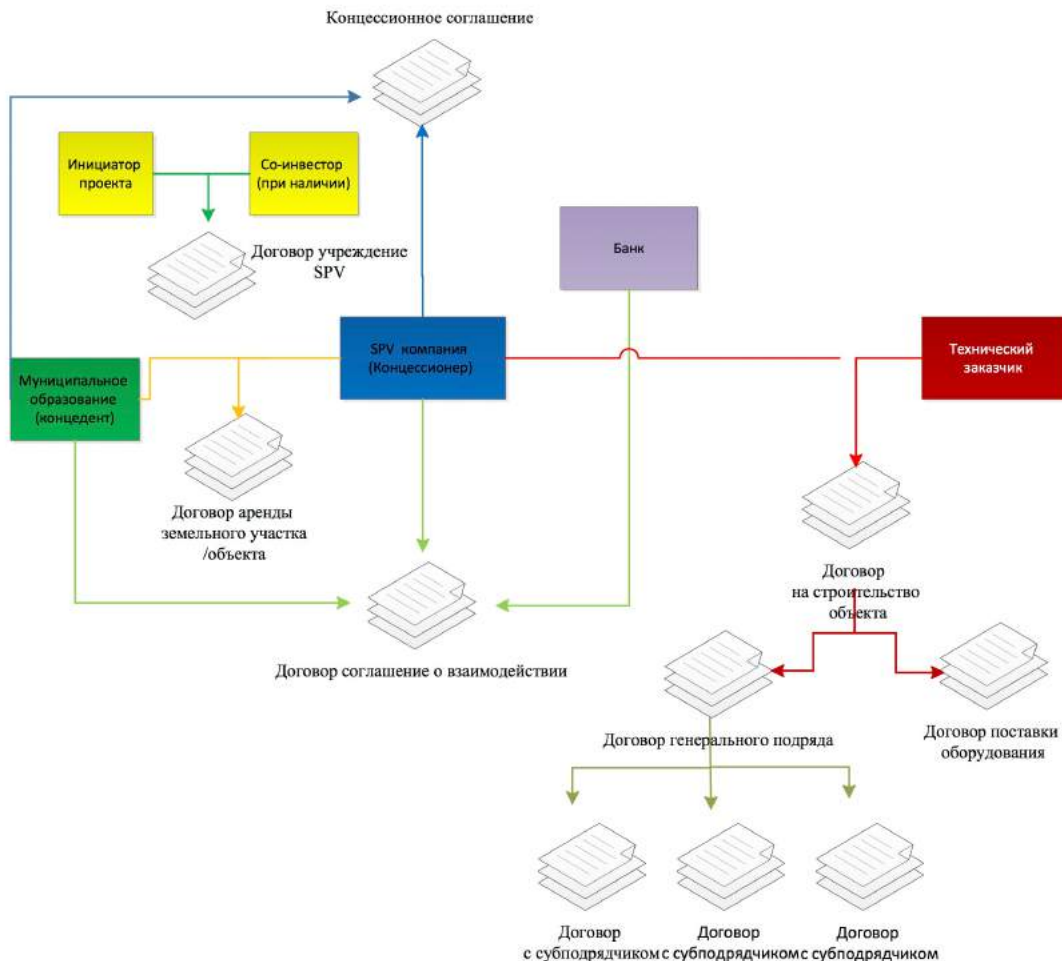 Концессионное соглашение
Инициатор
проекта
Со-инвестор
(при наличии)
Договор учреждение
SPV
Банк
SPV компания
(Концессионер)
Технический
заказчик
Муниципальное
образование
(концедент)
Договор аренды
земельного участка
/объекта
Договор
на строительство
объекта
Договор соглашение о взаимодействии
Договор генерального подряда
Договор поставки
оборудования
Договор
с субподрядчиком
Договор
с субподрядчиком
Договор
с субподрядчиком